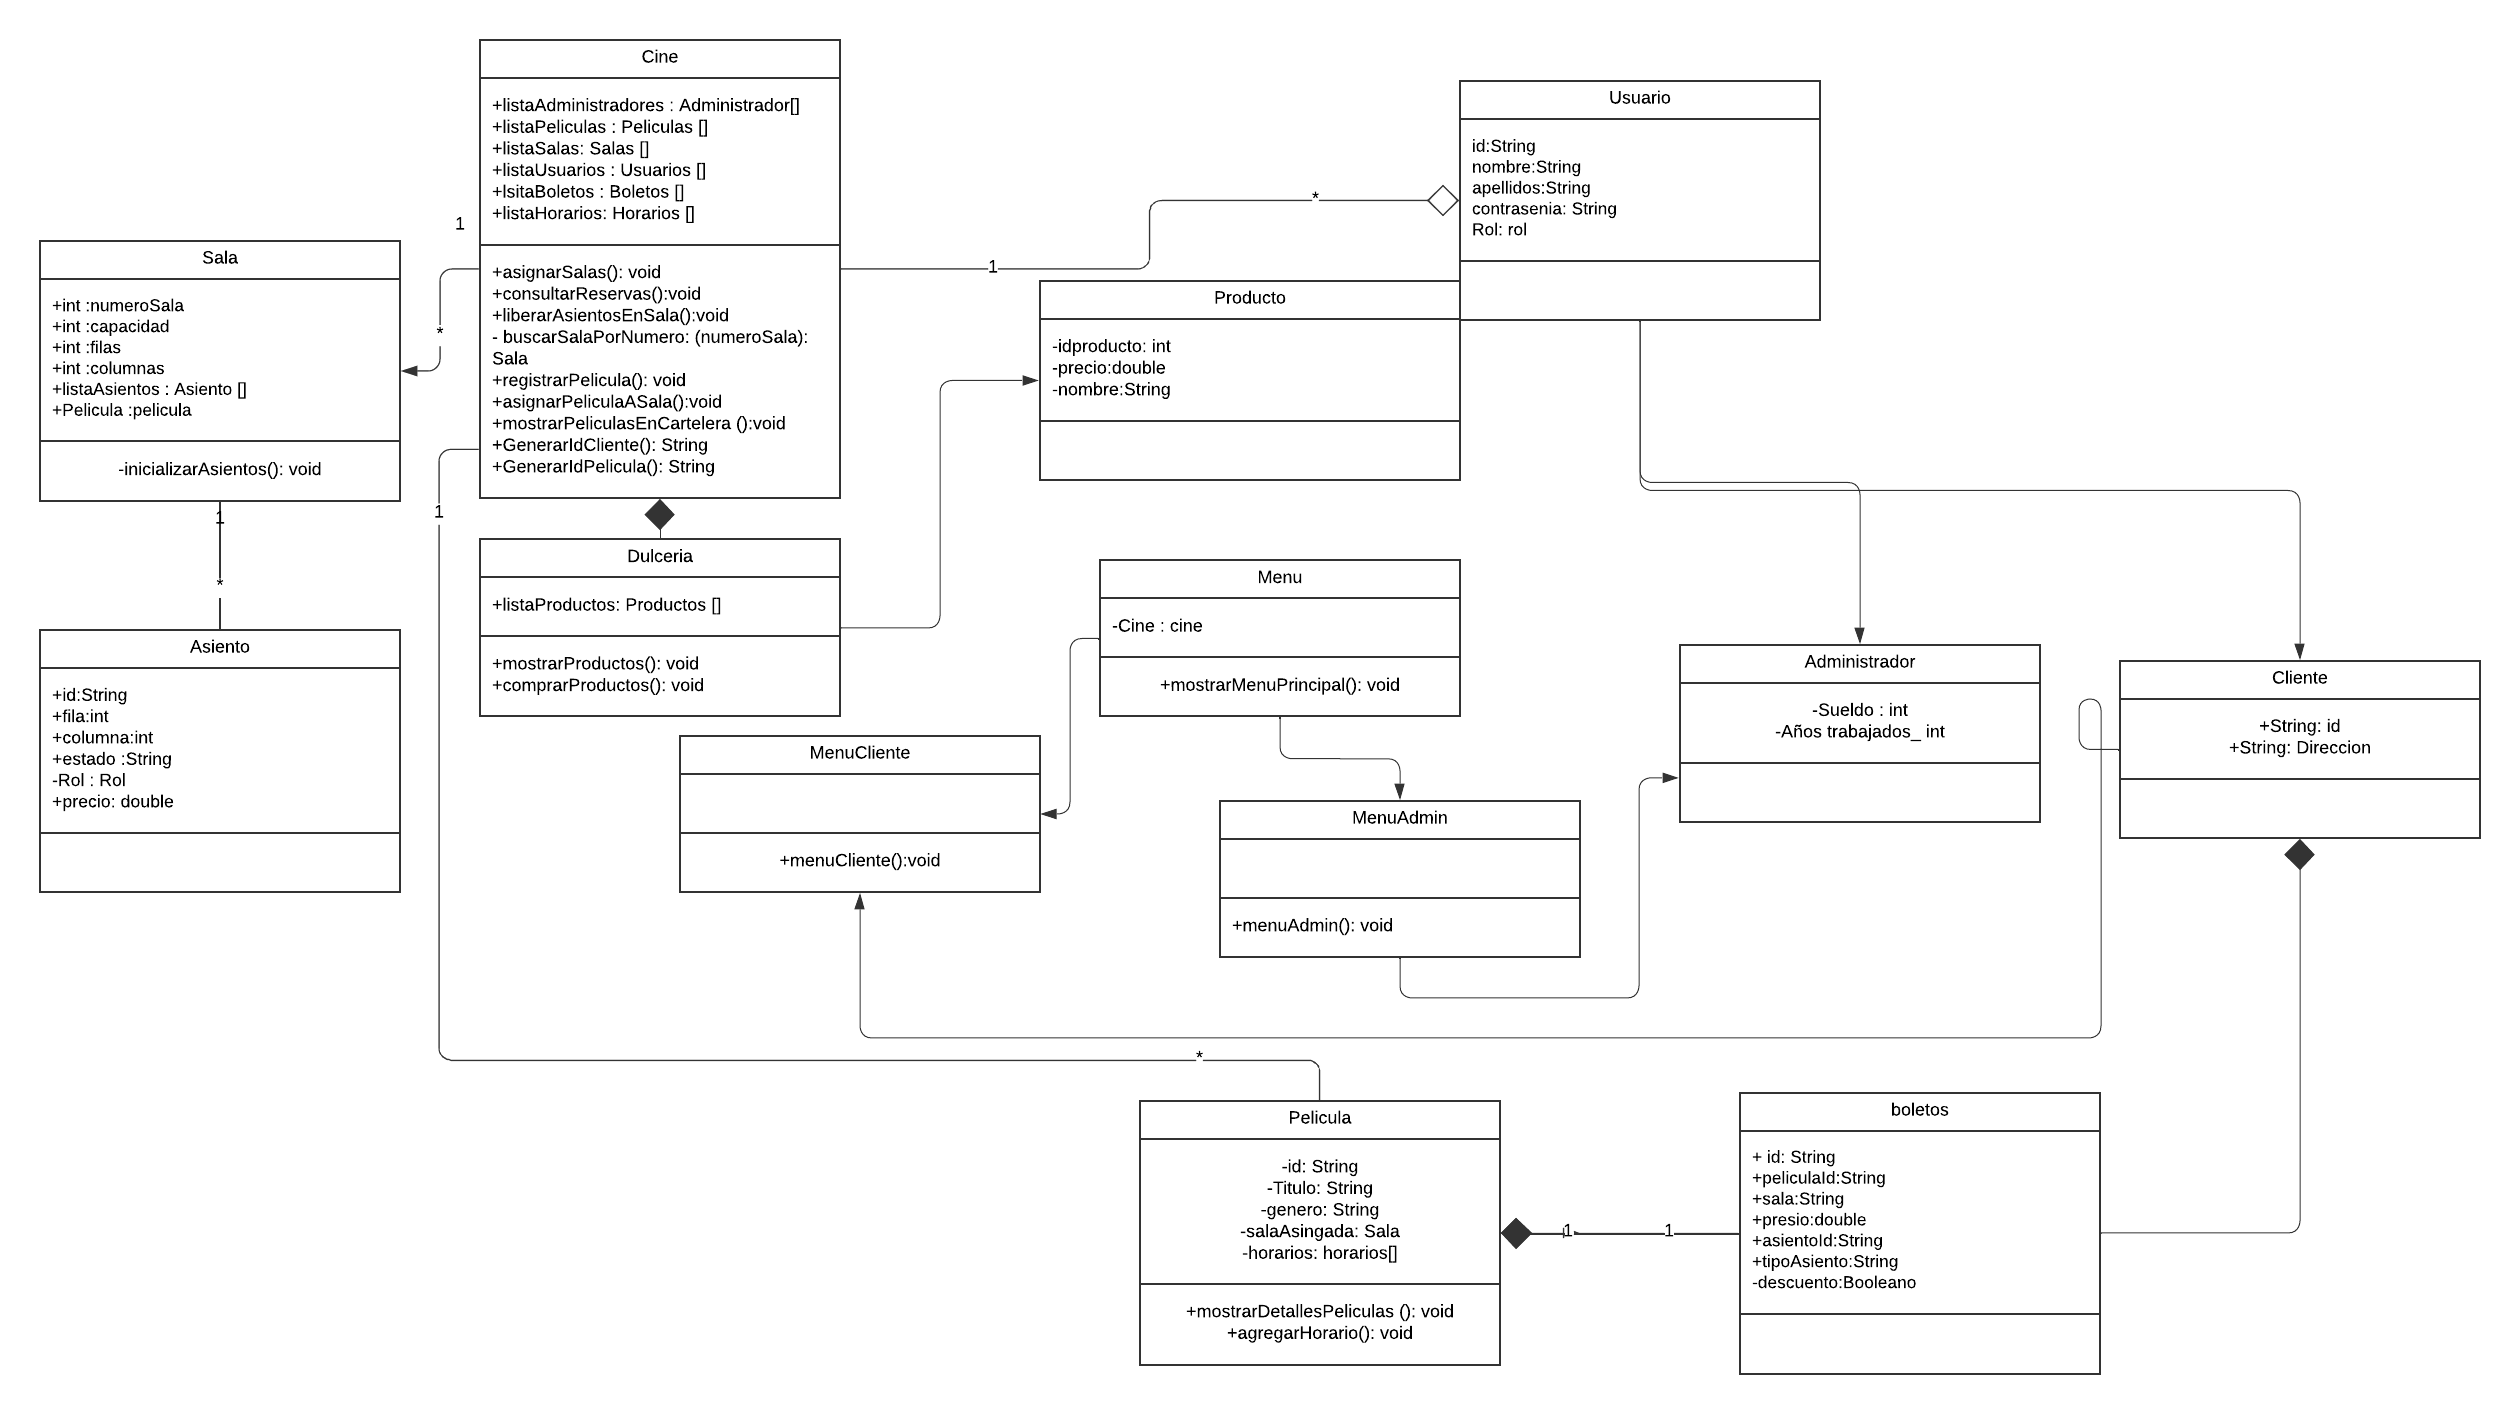 Cine
+listaAdministradores : Administrador[]
+listaPeliculas : Peliculas []
+listaSalas: Salas []
+listaUsuarios : Usuarios []
+lsitaBoletos : Boletos []
+listaHorarios: Horarios []
+asignarSalas(): void
+consultarReservas():void
+liberarAsientosEnSala():void
- buscarSalaPorNumero: (numeroSala):
Sala
+registrarPelicula(): void
+asignarPeliculaASala():void
+mostrarPeliculasEnCartelera ():void
+GenerarIdCliente(): String
+GenerarIdPelicula(): String
Usuario
id:String
nombre:String
apellidos:String
contrasenia: String
Rol: rol
*
1
1
*
Sala
+int :numeroSala
+int :capacidad
+int :filas
+int :columnas
+listaAsientos : Asiento []
+Pelicula :pelicula
-inicializarAsientos(): void
1
*
Producto
-idproducto: int
-precio:double
-nombre:String
1
Dulceria
+listaProductos: Productos []
+mostrarProductos(): void
+comprarProductos(): void
Menu
-Cine : cine
+mostrarMenuPrincipal(): void
Asiento
+id:String
+fila:int
+columna:int
+estado :String
-Rol : Rol
+precio: double
Administrador
-Sueldo : int
-Años trabajados_ int
Cliente
+String: id
+String: Direccion
MenuCliente
+menuCliente():void
MenuAdmin
+menuAdmin(): void
*
Pelicula
-id: String
-Titulo: String
-genero: String
-salaAsingada: Sala
-horarios: horarios[]
+mostrarDetallesPeliculas (): void
+agregarHorario(): void
1
1
boletos
+ id: String
+peliculaId:String
+sala:String
+presio:double
+asientoId:String
+tipoAsiento:String
-descuento:Booleano